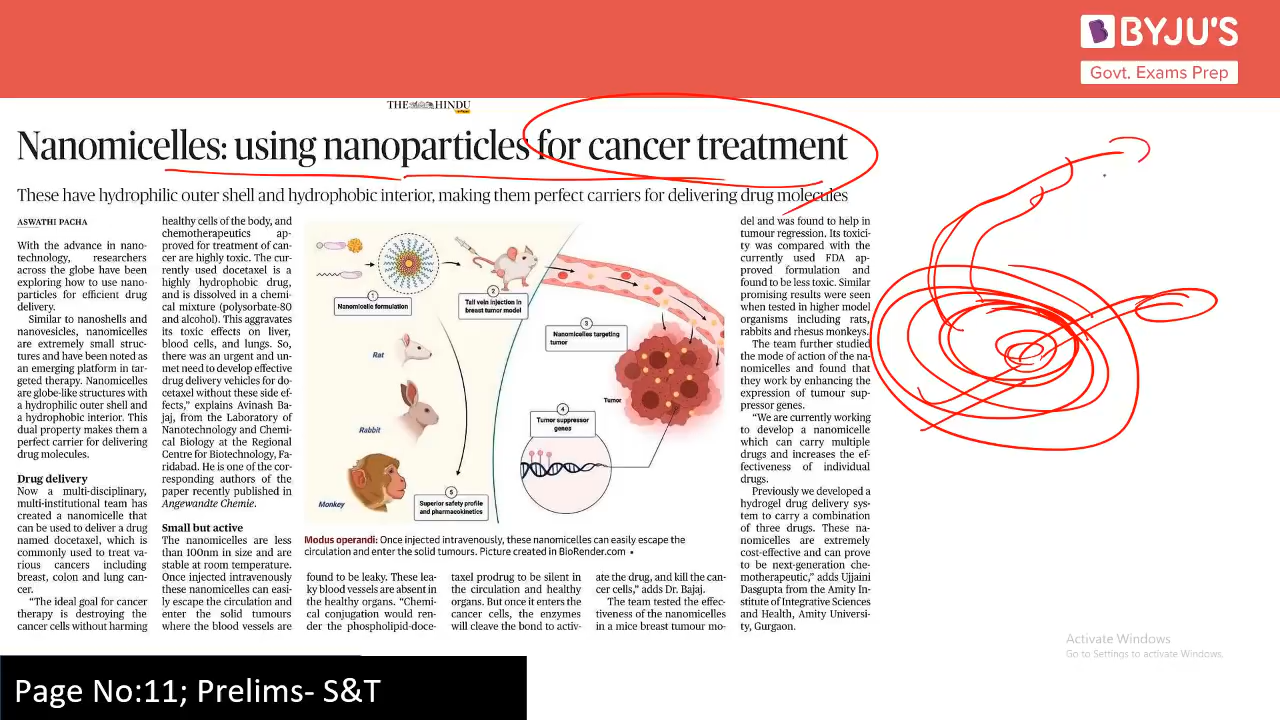 BYJU'S
Govt. Exams Prep
THE HINDU
Nanomicelles: using nanoparticles for cancer treatment
These have hydrophilic outer shell and hydrophobic interior, making them perfect carriers for delivering drug molecules
ASWATHI PACHA
With the advance in nano-
technology, researchers
across the globe have been
exploring how to use nano-
particles for efficient drug
delivery.
Similar to nanoshells and
nanovesicles, nanomicelles
are extremely small struc-
tures and have been noted as
an emerging platform in tar-
geted therapy. Nanomicelles
are globe-like structures with
a hydrophilic outer shell and
a hydrophobic interior. This
dual property makes them a
perfect carrier for delivering
drug molecules.
Drug delivery
Now a multi-disciplinary,
multi-institutional team has
created a nanomicelle that
can be used to deliver a drug
named docetaxel, which is
commonly used to treat va-
rious cancers including
breast, colon and lung can-
cer.
"The ideal goal for cancer
therapy is destroying the
cancer cells without harming
healthy cells of the body, and
chemotherapeutics ap-
proved for treatment of can-
cer are highly toxic. The cur-
rently used docetaxel is a
highly hydrophobic drug,
and is dissolved in a chemi-
cal mixture (polysorbate-80
and alcohol). This aggravates
its toxic effects on liver,
blood cells, and lungs. So,
there was an urgent and un-
met need to develop effective
drug delivery vehicles for do-
cetaxel without these side ef-
fects," explains Avinash Ba-
jaj, from the Laboratory of
Nanotechnology and Chemi-
cal Biology at the Regional
Centre for Biotechnology, Fa-
ridabad. He is one of the cor-
responding authors of the
paper recently published in
Angewandte Chemie.
Small but active
The nanomicelles are less
than 100nm in size and are
stable at room temperature.
Once injected intravenously
these nanomicelles can easi-
ly escape the circulation and
enter the solid tumours
where the blood vessels are
1
Nanomicelle formulation
2
Tail vein injection in
breast tumor model
3
Nanomicelles targeting
tumor
Rat
Rabbit
Monkey
Tumor
4
Tumor suppressor
genes
5
Superior safety profile
and pharmacokinetics
Modus operandi: Once injected intravenously, these nanomicelles can easily escape the
circulation and enter the solid tumours. Picture created in BioRender.com
found to be leaky. These lea-
ky blood vessels are absent in
the healthy organs. "Chemi-
cal conjugation would ren-
der the phospholipid-doce-
taxel prodrug to be silent in
the circulation and healthy
organs. But once it enters the
cancer cells, the enzymes
will cleave the bond to activ-
ate the drug, and kill the can-
cer cells," adds Dr. Bajaj.
The team tested the effec-
tiveness of the nanomicelles
in a mice breast tumour mo-
del and was found to help in
tumour regression. Its toxici-
ty was compared with the
currently used FDA ap-
proved formulation and
found to be less toxic. Similar
promising results were seen
when tested in higher model
organisms including rats,
rabbits and rhesus monkeys.
The team further studied
the mode of action of the na-
nomicelles and found that
they work by enhancing the
expression of tumour sup-
pressor genes.
"We are currently working
to develop a nanomicelle
which can carry multiple
drugs and increases the ef-
fectiveness of individual
drugs.
Previously we developed a
hydrogel drug delivery sys-
tem to carry a combination
of three drugs. These na-
nomicelles are extremely
cost-effective and can prove
to be next-generation che-
motherapeutic," adds Ujjaini
Dasgupta from the Amity In-
stitute of Integrative Sciences
and Health, Amity Universi-
ty, Gurgaon.
Activate Windows
Go to Settings to activate Windows.
Page No:11; Prelims- S&T